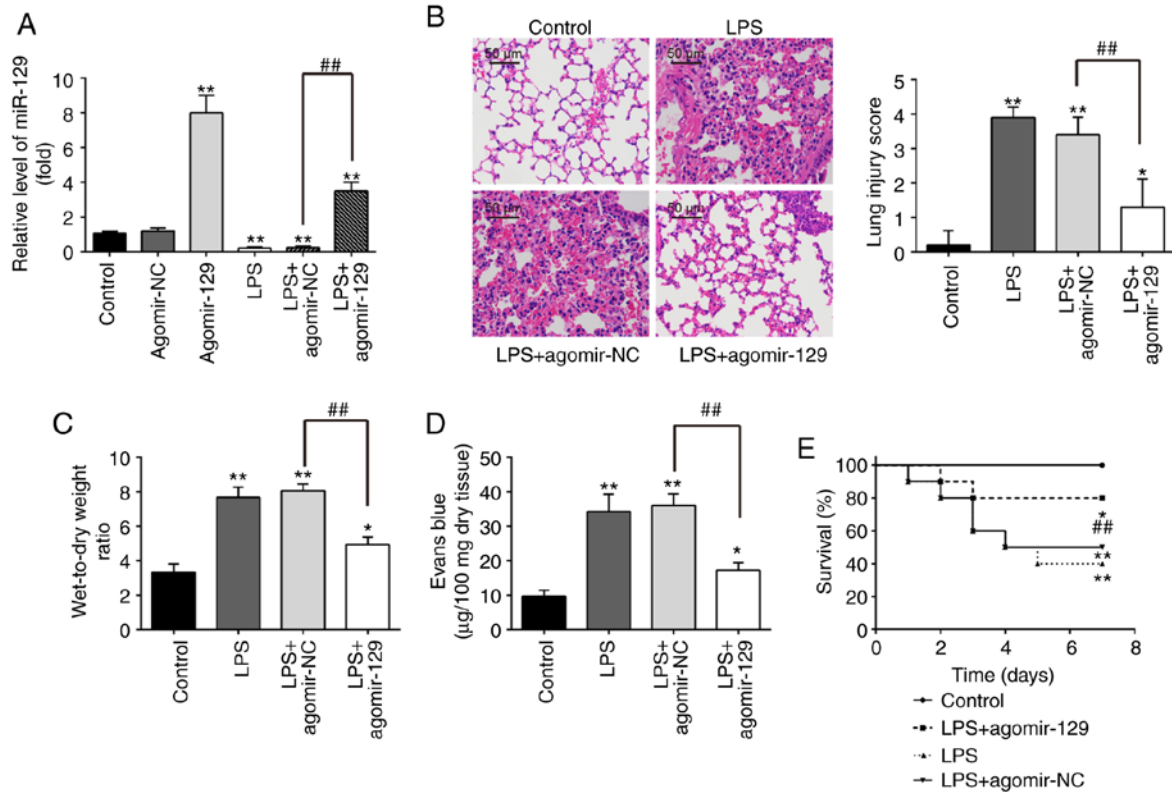 A
Relative level of miR-129
(fold)
10
8
6
4
2
0
**
**
**
**
##
Control
Agomir-NC
Agomir-129
LPS
LPS+
agomir-NC
LPS+
agomir-129
B
Control
LPS
50 µm
50 µm
50 µm
50 µm
LPS+agomir-NC
LPS+agomir-129
Lung injury score
5
4
3
2
1
0
**
**
*
##
Control
LPS
LPS+
agomir-NC
LPS+
agomir-129
C
Wet-to-dry weight
ratio
10
8
6
4
2
0
**
**
*
##
Control
LPS
LPS+
agomir-NC
LPS+
agomir-129
D
Evans blue
(µg/100 mg dry tissue)
50
40
30
20
10
0
**
**
*
##
Control
LPS
LPS+
agomir-NC
LPS+
agomir-129
E
Survival (%)
100
80
60
40
20
0
*
##
**
**
0
2
4
6
8
Time (days)
Control
LPS+agomir-129
LPS
LPS+agomir-NC